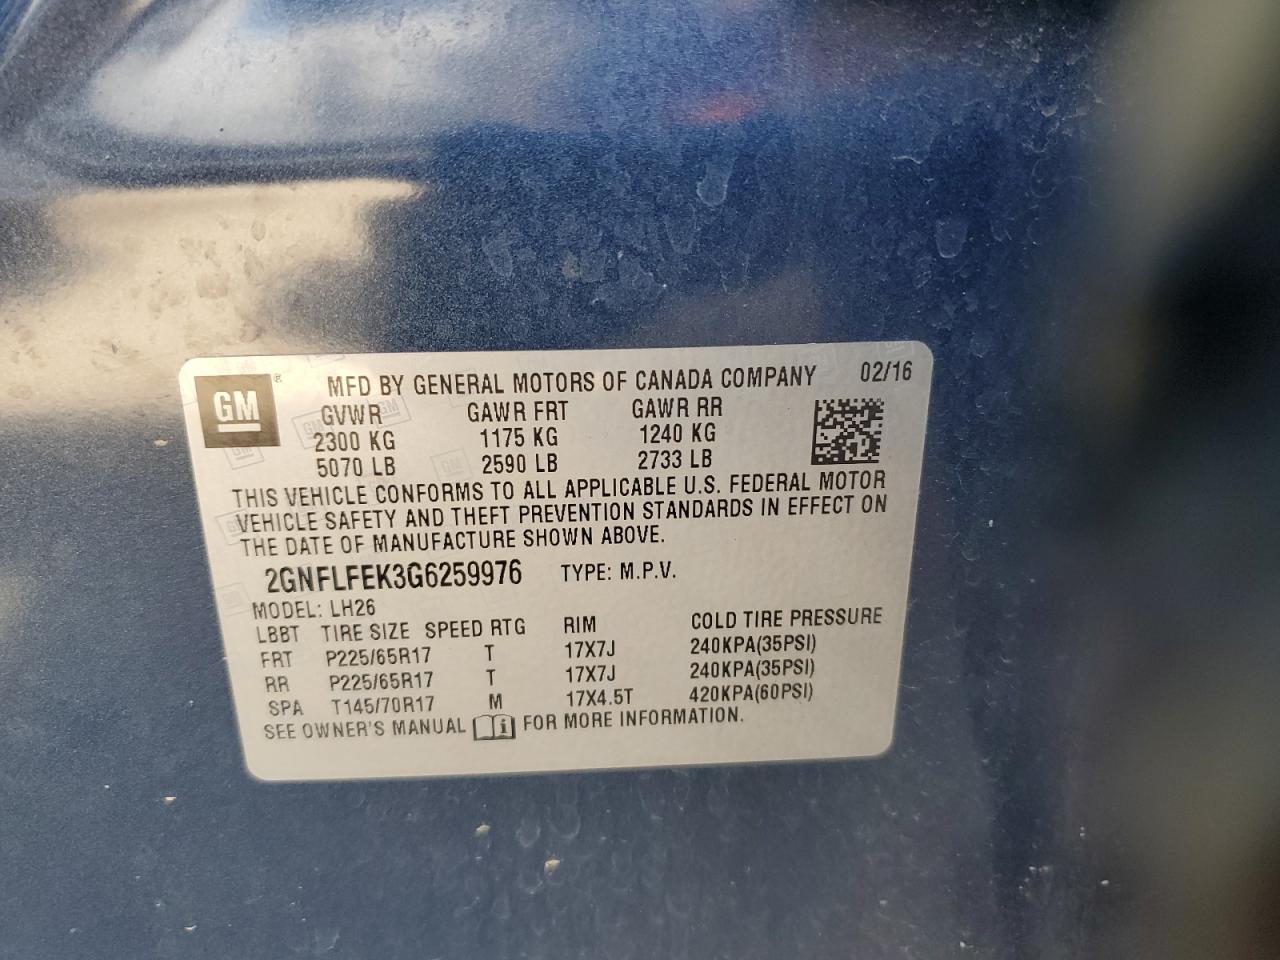 GM ® MFD BY GENERAL MOTORS OF CANADA COMPANY 02/16
GVWR GAWR FRT GAWR RR
2300 KG 1175 KG 1240 KG
5070 LB 2590 LB 2733 LB
THIS VEHICLE CONFORMS TO ALL APPLICABLE U.S. FEDERAL MOTOR
VEHICLE SAFETY AND THEFT PREVENTION STANDARDS IN EFFECT ON
THE DATE OF MANUFACTURE SHOWN ABOVE.
2GNFLFEK3G6259976 TYPE: M.P.V.
MODEL: LH26
LBBT TIRE SIZE SPEED RTG RIM COLD TIRE PRESSURE
FRT P225/65R17 T 17X7J 240KPA(35PSI)
RR P225/65R17 T 17X7J 240KPA(35PSI)
SPA T145/70R17 M 17X4.5T 420KPA(60PSI)
SEE OWNER'S MANUAL i FOR MORE INFORMATION.